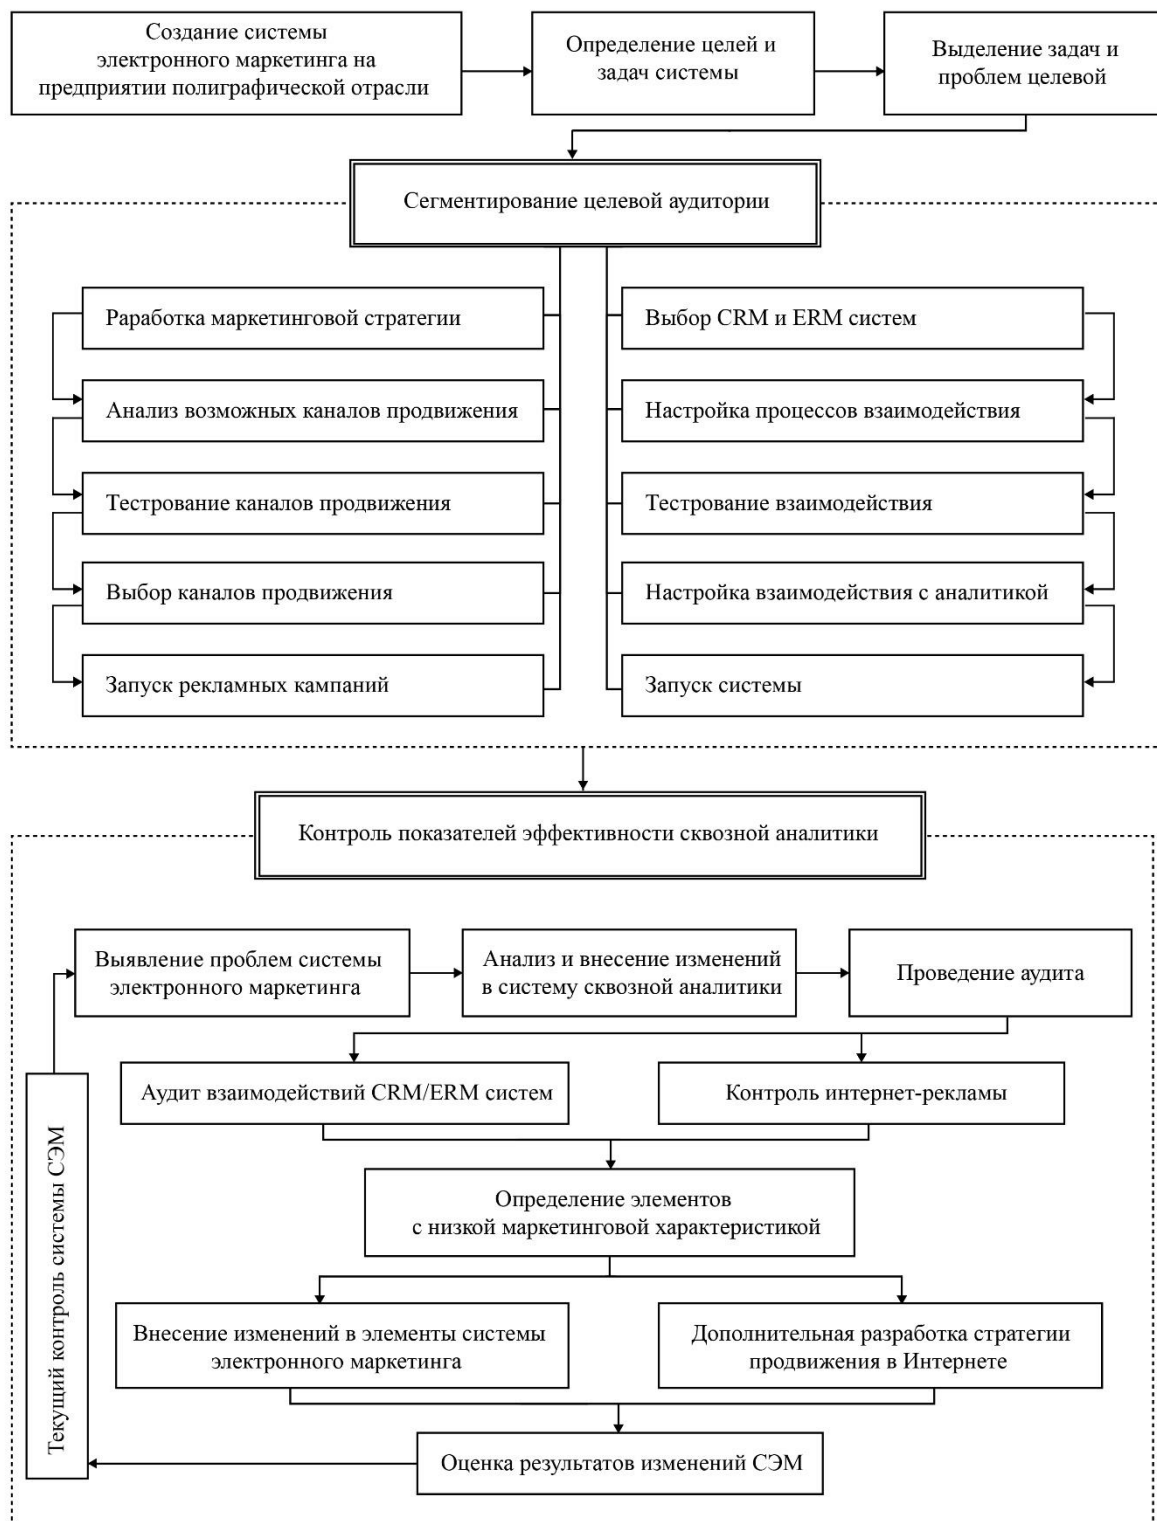 Создание системы
электронного маркетинга на
предприятии полиграфической отрасли
Определение целей и
задач системы
Выделение задач и
проблем целевой
Сегментирование целевой аудитории
Раработка маркетинговой стратегии
Анализ возможных каналов продвижения
Тестрование каналов продвижения
Выбор каналов продвижения
Запуск рекламных кампаний
Выбор CRM и ERM систем
Настройка процессов взаимодействия
Тестрование взаимодействия
Настройка взаимодействия с аналитикой
Запуск системы
Контроль показателей эффективности сквозной аналитики
Выявление проблем системы
электронного маркетинга
Анализ и внесение изменений
в систему сквозной аналитики
Проведение аудита
Аудит взаимодействий CRM/ERM систем
Контроль интернет-рекламы
Определение элементов
с низкой маркетинговой характеристикой
Внесение изменений в элементы системы
электронного маркетинга
Дополнительная разработка стратегии
продвижения в Интернете
Оценка результатов изменений СЭМ
Текущий контроль системы СЭМ